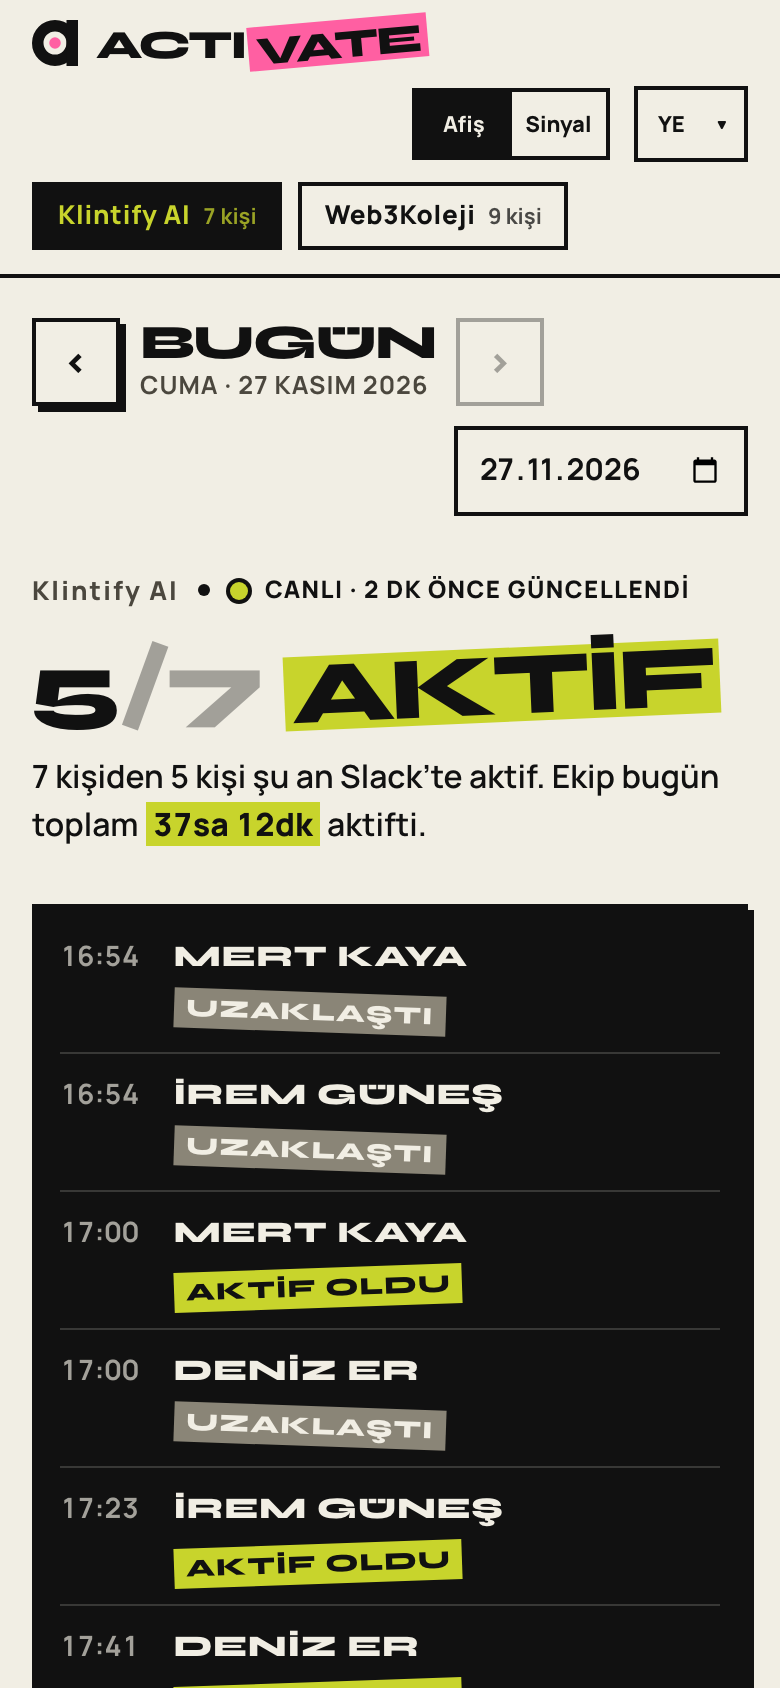 a ACTIVATE
Afiş Sinyal YE
Klintify AI 7 kişi Web3Koleji 9 kişi
BUGÜN
CUMA · 27 KASIM 2026
27.11.2026
Klintify AI • CANLI · 2 DK ÖNCE GÜNCELLENDİ
5/7 AKTİF
7 kişiden 5 kişi şu an Slack’te aktif. Ekip bugün
toplam 37sa 12dk aktifti.
16:54 MERT KAYA
UZAKLAŞTI
16:54 İREM GÜNEŞ
UZAKLAŞTI
17:00 MERT KAYA
AKTİF OLDU
17:00 DENİZ ER
UZAKLAŞTI
17:23 İREM GÜNEŞ
AKTİF OLDU
17:41 DENİZ ER